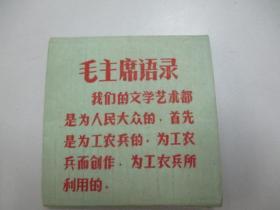 毛主席语录
我们的文学艺术都
是为人民大众的，首先
是为工农兵的，为工农
兵而创作，为工农兵所
利用的。